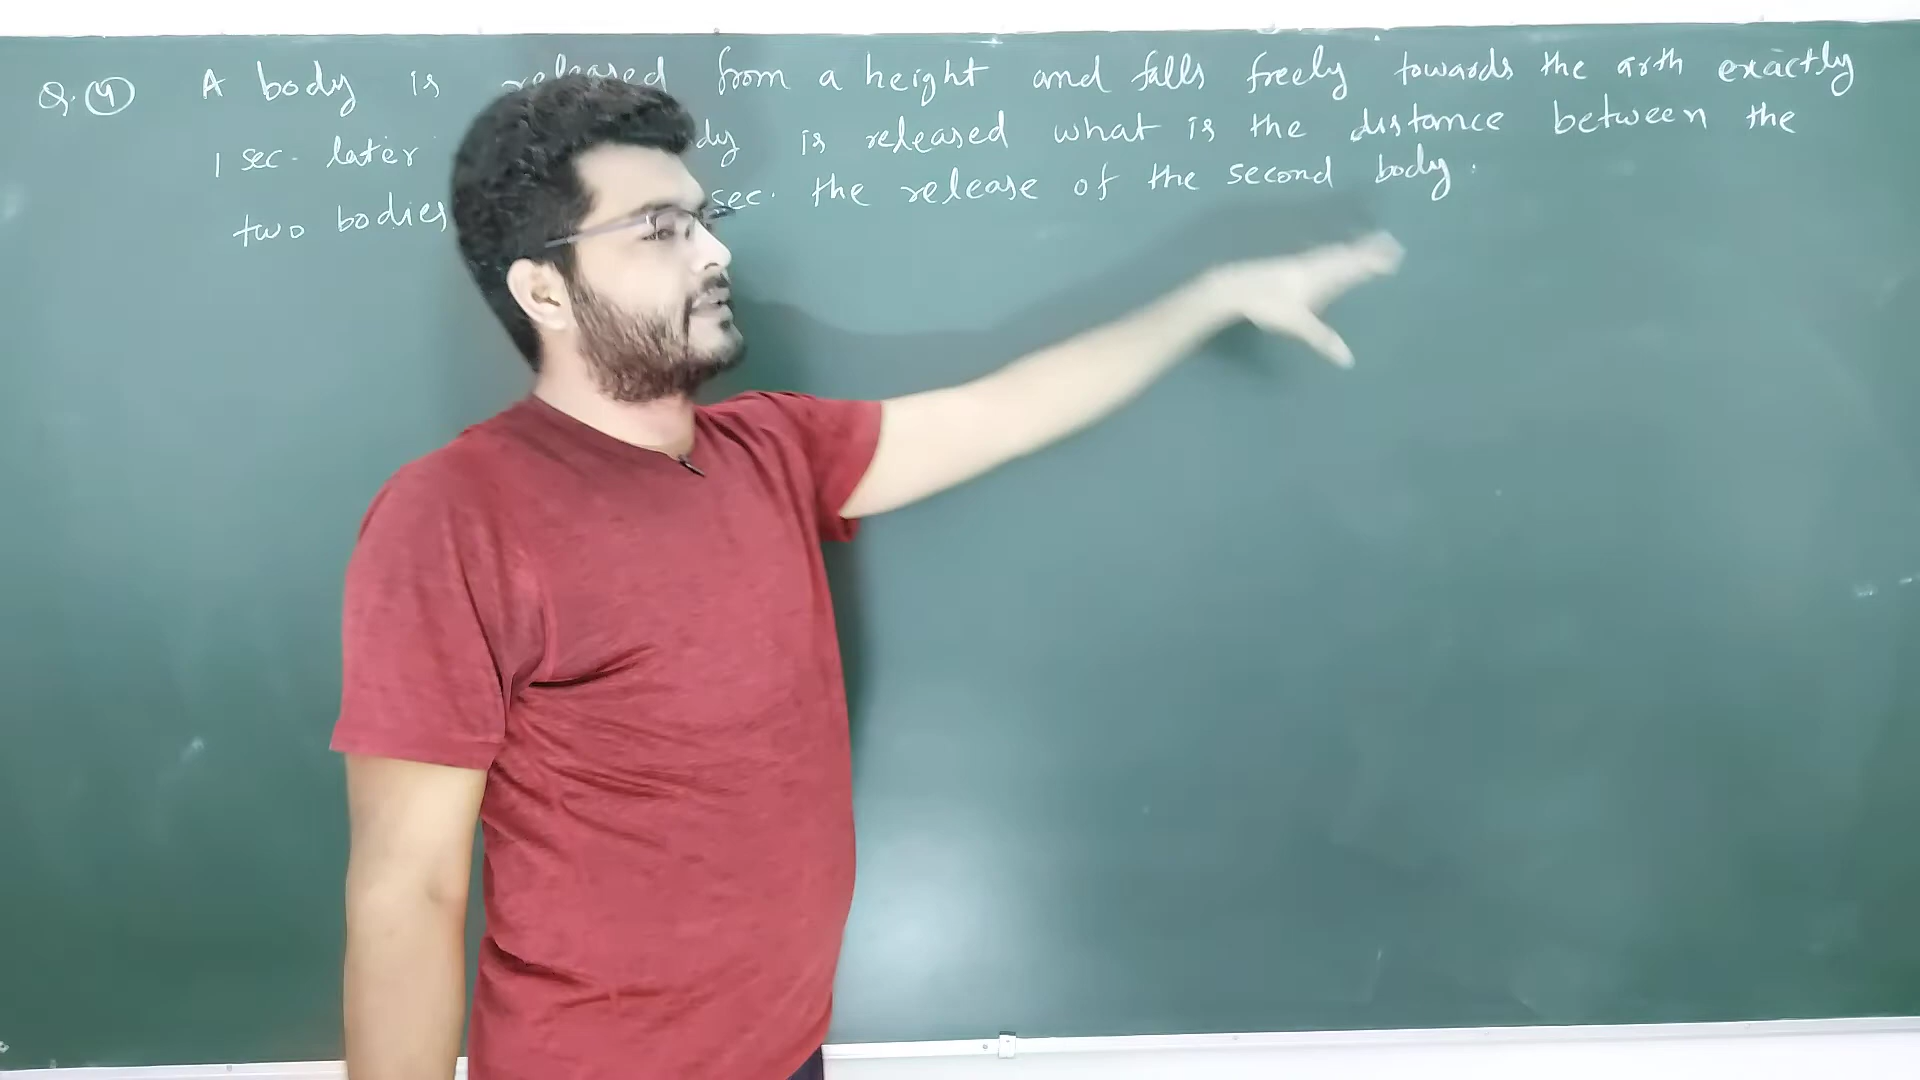 Q.(4) A body is released from a height and falls freely towards the arth exactly
1 sec. later dy is released what is the distance between the
two bodies sec. the release of the second body.